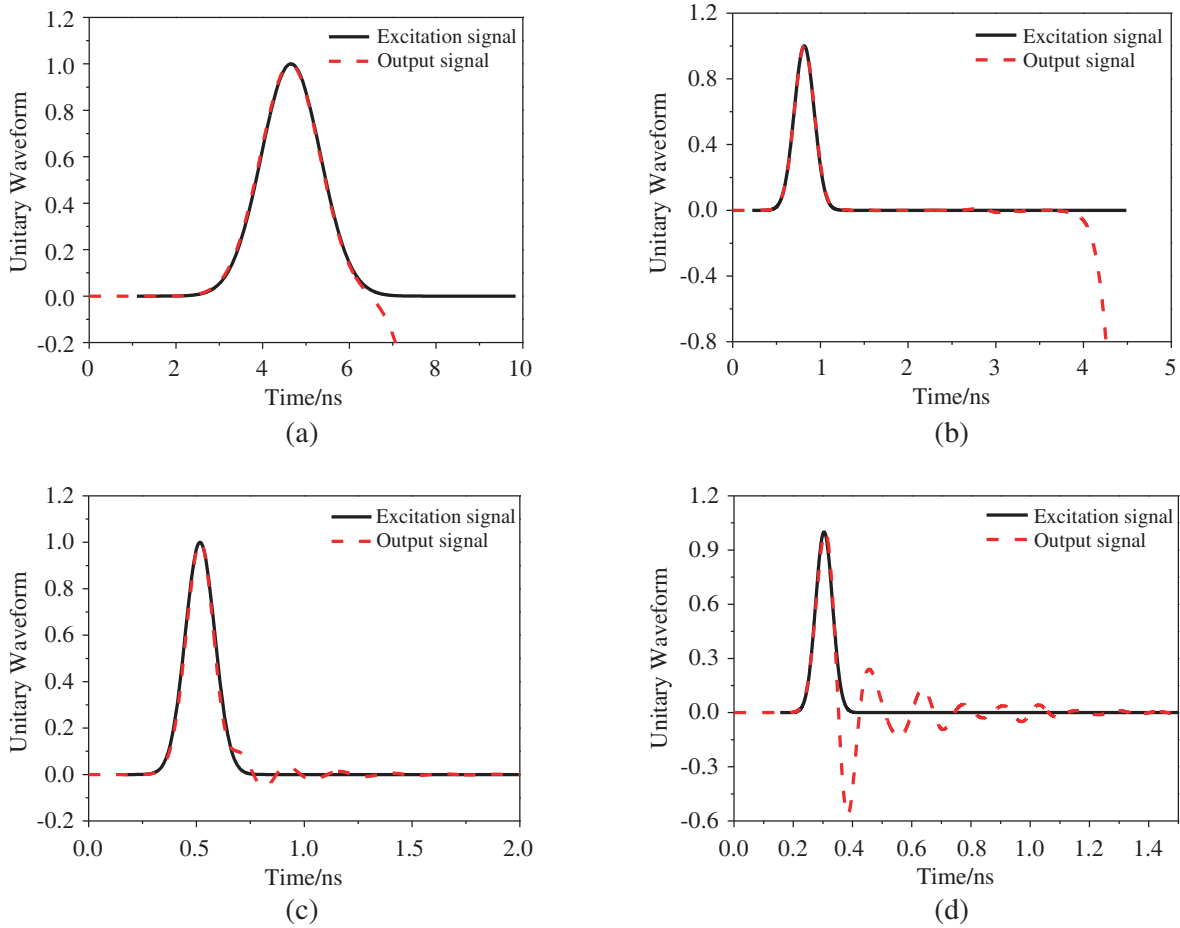 1.2
1.0
0.8
0.6
0.4
0.2
0.0
-0.2
Unitary Waveform
Excitation signal
Output signal
0 2 4 6 8 10
Time/ns
(a)
1.2
0.8
0.4
0.0
-0.4
-0.8
Unitary Waveform
Excitation signal
Output signal
0 1 2 3 4 5
Time/ns
(b)
1.2
1.0
0.8
0.6
0.4
0.2
0.0
-0.2
Unitary Waveform
Excitation signal
Output signal
0.0 0.5 1.0 1.5 2.0
Time/ns
(c)
1.2
0.9
0.6
0.3
0.0
-0.3
-0.6
Unitary Waveform
Excitation signal
Output signal
0.0 0.2 0.4 0.6 0.8 1.0 1.2 1.4
Time/ns
(d)